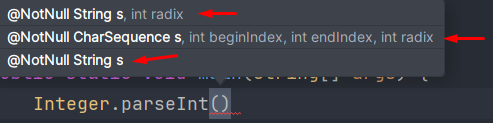 @NotNull String s, int radix
@NotNull CharSequence s, int beginIndex, int endIndex, int radix
@NotNull String s
Integer.parseInt()